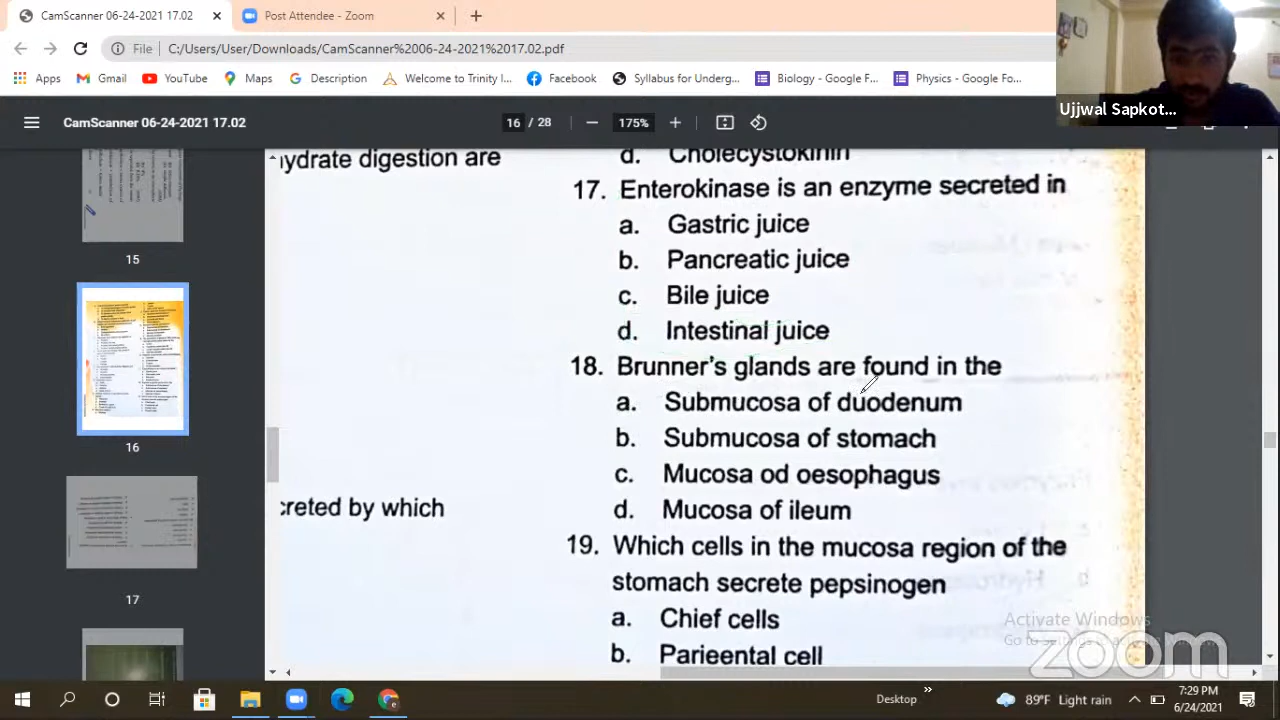 CamScanner 06-24-2021 17.02
Post Attendee - Zoom
File
C:/Users/User/Downloads/CamScanner%2006-24-2021%2017.02.pdf
Apps
Gmail
YouTube
Maps
Description
Welcome to Trinity I...
Facebook
Syllabus for Underg...
Biology - Google F...
Physics - Google Fo...
Ujjwal Sapkot...
CamScanner 06-24-2021 17.02
16 / 28
175%
15
16
17
ydrate digestion are
creted by which
d. Cholecystokinin
17. Enterokinase is an enzyme secreted in
a. Gastric juice
b. Pancreatic juice
c. Bile juice
d. Intestinal juice
18. Brunner's glands are found in the
a. Submucosa of duodenum
b. Submucosa of stomach
c. Mucosa od oesophagus
d. Mucosa of ileum
19. Which cells in the mucosa region of the
stomach secrete pepsinogen
a. Chief cells
b. Parieental cell
Activate Windows
zoom
Desktop
89°F Light rain
7:29 PM
6/24/2021